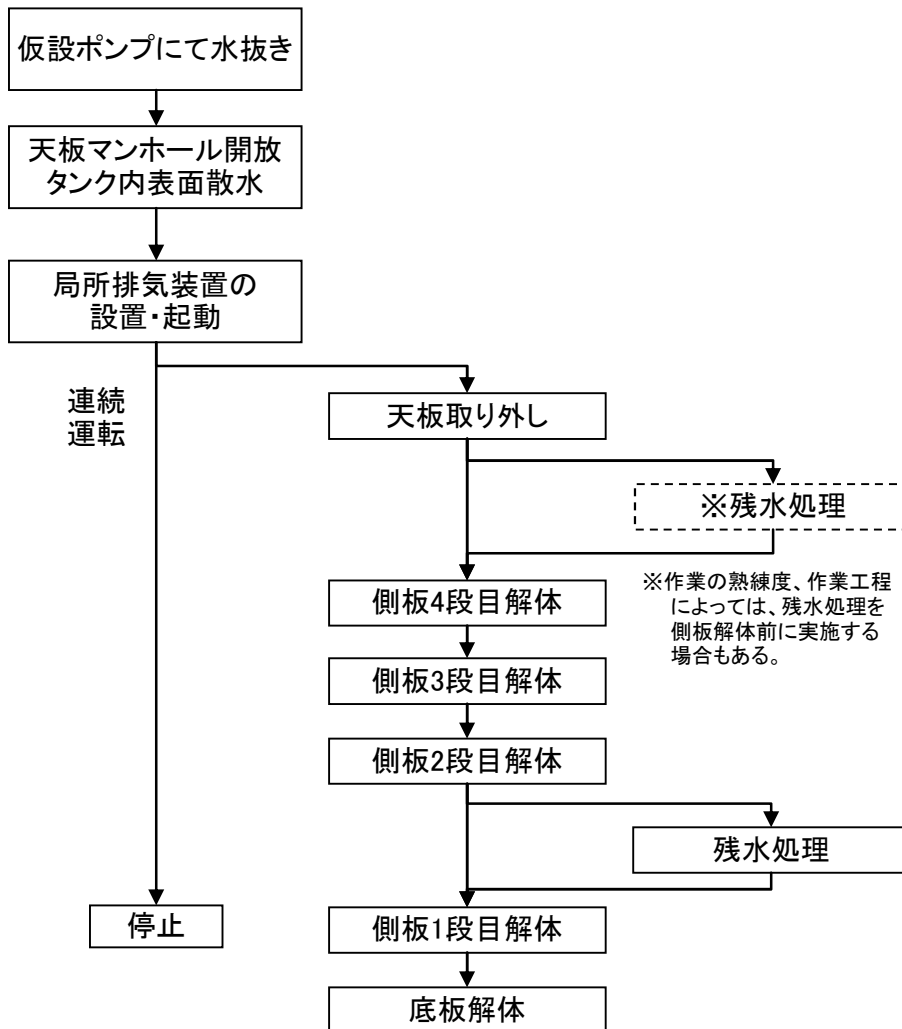 仮設ポンプにて水抜き
天板マンホール開放
タンク内表面散水
局所排気装置の
設置・起動
連続
運転
天板取り外し
※残水処理
※作業の熟練度、作業工程
によっては、残水処理を
側板解体前に実施する
場合もある。
側板4段目解体
側板3段目解体
側板2段目解体
残水処理
停止
側板1段目解体
底板解体